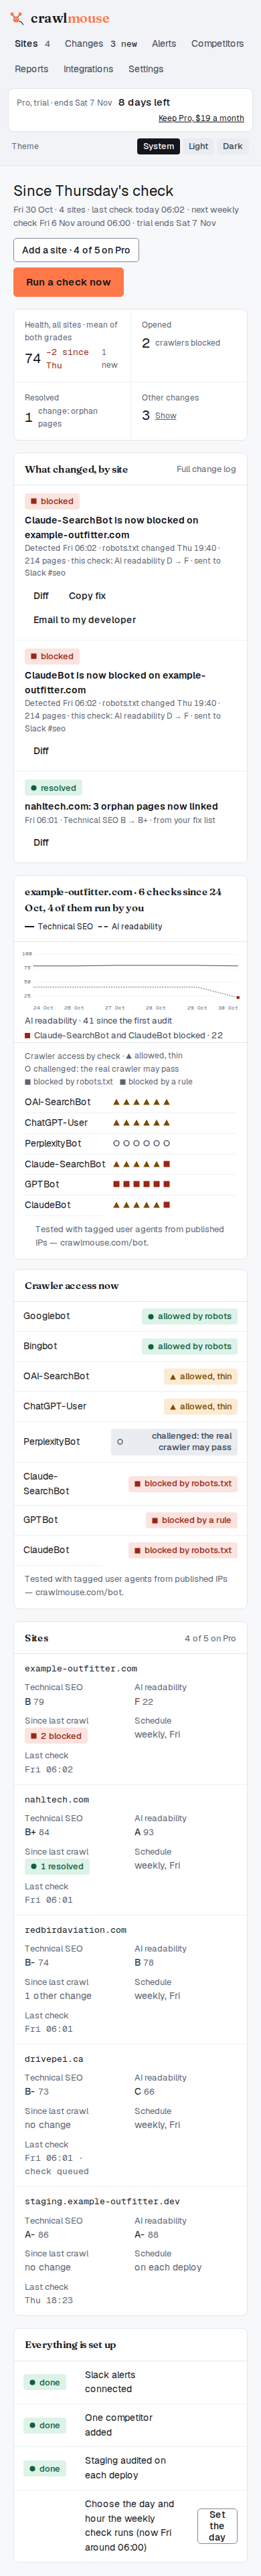 crawlmouse
Sites 4 Changes 3 new Alerts Competitors
Reports Integrations Settings
Pro, trial · ends Sat 7 Nov 8 days left
Keep Pro, $19 a month
Theme System Light Dark
Since Thursday's check
Fri 30 Oct · 4 sites · last check today 06:02 · next weekly
check Fri 6 Nov around 06:00 · trial ends Sat 7 Nov
Add a site · 4 of 5 on Pro
Run a check now
Health, all sites · mean of
both grades
74 −2 since
Thu
1
new
Opened
2 crawlers blocked
Resolved
1 change: orphan
pages
Other changes
3 Show
What changed, by site Full change log
blocked
Claude-SearchBot is now blocked on
example-outfitter.com
Detected Fri 06:02 · robots.txt changed Thu 19:40 ·
214 pages · this check: AI readability D → F · sent to
Slack #seo
Diff Copy fix
Email to my developer
blocked
ClaudeBot is now blocked on example-
outfitter.com
Detected Fri 06:02 · robots.txt changed Thu 19:40 ·
214 pages · this check: AI readability D → F · sent to
Slack #seo
Diff
resolved
nahltech.com: 3 orphan pages now linked
Fri 06:01 · Technical SEO B → B+ · from your fix list
Diff
example-outfitter.com · 6 checks since 24
Oct, 4 of them run by you
Technical SEO AI readability
100
75
50
25
24 Oct 26 Oct 27 Oct 28 Oct 29 Oct 30 Oct
AI readability · 41 since the first audit
■ Claude-SearchBot and ClaudeBot blocked · 22
Crawler access by check · ▲ allowed, thin
○ challenged: the real crawler may pass
■ blocked by robots.txt ■ blocked by a rule
OAI-SearchBot ▲▲▲▲▲▲
ChatGPT-User ▲▲▲▲▲▲
PerplexityBot ○○○○○○
Claude-SearchBot ▲▲▲▲▲■
GPTBot ■■■■■■
ClaudeBot ▲▲▲▲▲■
Tested with tagged user agents from published
IPs — crawlmouse.com/bot.
Crawler access now
Googlebot ● allowed by robots
Bingbot ● allowed by robots
OAI-SearchBot ▲ allowed, thin
ChatGPT-User ▲ allowed, thin
PerplexityBot ○ challenged: the real
crawler may pass
Claude-
SearchBot ■ blocked by robots.txt
GPTBot ■ blocked by a rule
ClaudeBot ■ blocked by robots.txt
Tested with tagged user agents from published IPs
— crawlmouse.com/bot.
Sites 4 of 5 on Pro
example-outfitter.com
Technical SEO AI readability
B 79 F 22
Since last crawl Schedule
■ 2 blocked weekly, Fri
Last check
Fri 06:02
nahltech.com
Technical SEO AI readability
B+ 84 A 93
Since last crawl Schedule
● 1 resolved weekly, Fri
Last check
Fri 06:01
redbirdaviation.com
Technical SEO AI readability
B- 74 B 78
Since last crawl Schedule
1 other change weekly, Fri
Last check
Fri 06:01
drivepei.ca
Technical SEO AI readability
B- 73 C 66
Since last crawl Schedule
no change weekly, Fri
Last check
Fri 06:01 ·
check queued
staging.example-outfitter.dev
Technical SEO AI readability
A- 86 A- 88
Since last crawl Schedule
no change on each deploy
Last check
Thu 18:23
Everything is set up
● done Slack alerts
connected
● done One competitor
added
● done Staging audited on
each deploy
Choose the day and
hour the weekly
check runs (now Fri
around 06:00)
Set
the
day